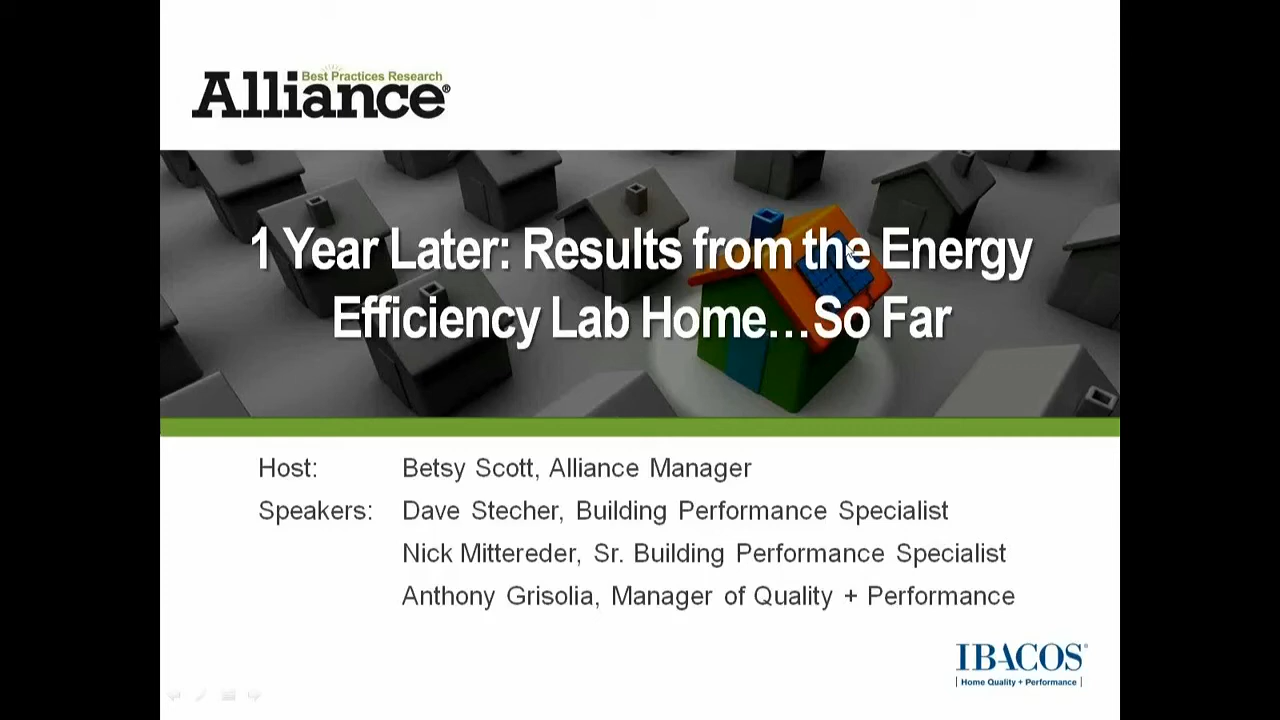 Best Practices Research
Alliance®
1 Year Later: Results from the Energy
Efficiency Lab Home…So Far
Host: Betsy Scott, Alliance Manager
Speakers: Dave Stecher, Building Performance Specialist
Nick Mittereder, Sr. Building Performance Specialist
Anthony Grisolia, Manager of Quality + Performance
IBACOS®
| Home Quality + Performance |